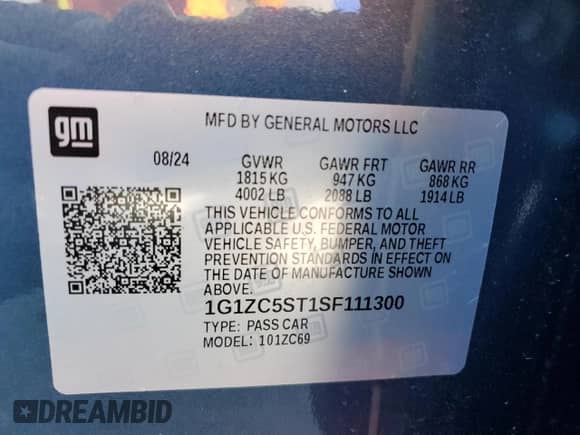 gm
MFD BY GENERAL MOTORS LLC
08/24 GVWR GAWR FRT GAWR RR
1815 KG 947 KG 868 KG
4002 LB 2088 LB 1914 LB
THIS VEHICLE CONFORMS TO ALL
APPLICABLE U.S. FEDERAL MOTOR
VEHICLE SAFETY, BUMPER, AND THEFT
PREVENTION STANDARDS IN EFFECT ON
THE DATE OF MANUFACTURE SHOWN
ABOVE.
1G1ZC5ST1SF111300
TYPE: PASS CAR
MODEL: 101ZC69
DREAMBID